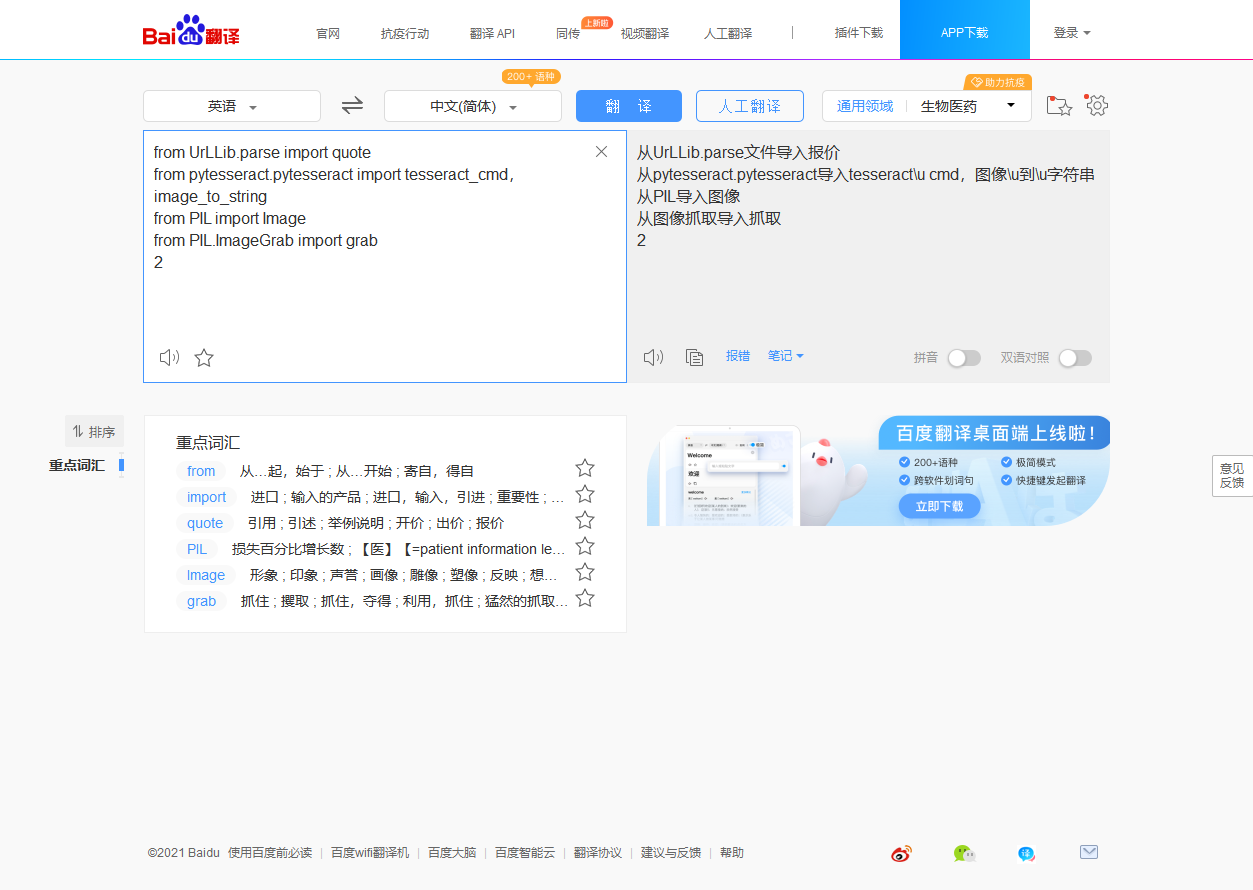 Bai du 翻译
官网
抗疫行动
翻译 API
同传
上新啦
视频翻译
人工翻译
插件下载
APP下载
登录
200+ 语种
助力抗疫
英语
中文(简体)
翻 译
人工翻译
通用领域
生物医药
from UrLLib.parse import quote
from pytesseract.pytesseract import tesseract_cmd，
image_to_string
from PIL import Image
from PIL.ImageGrab import grab
2
从UrLLib.parse文件导入报价
从pytesseract.pytesseract导入tesseract\u cmd，图像\u到\u字符串
从PIL导入图像
从图像抓取导入抓取
2
报错
笔记
拼音
双语对照
排序
重点词汇
重点词汇
from 从…起，始于 ; 从…开始 ; 寄自，得自
import 进口 ; 输入的产品 ; 进口，输入，引进 ; 重要性 ; ...
quote 引用 ; 引述 ; 举例说明 ; 开价 ; 出价 ; 报价
PIL 损失百分比增长数 ; 【医】【=patient information le...
Image 形象 ; 印象 ; 声誉 ; 画像 ; 雕像 ; 塑像 ; 反映 ; 想...
grab 抓住 ; 攫取 ; 抓住，夺得 ; 利用，抓住 ; 猛然的抓取...
Welcome
欢迎
welcome
百度翻译桌面端上线啦！
200+语种
极简模式
跨软件划词句
快捷键发起翻译
立即下载
意见
反馈
©2021 Baidu 使用百度前必读 | 百度wifi翻译机 | 百度大脑 | 百度智能云 | 翻译协议 | 建议与反馈 | 帮助
译